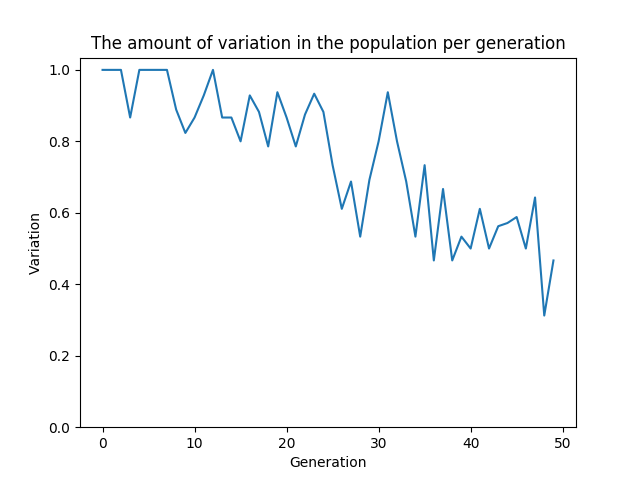 The amount of variation in the population per generation
1.0
0.8
0.6
0.4
0.2
0.0
Variation
0 10 20 30 40 50
Generation